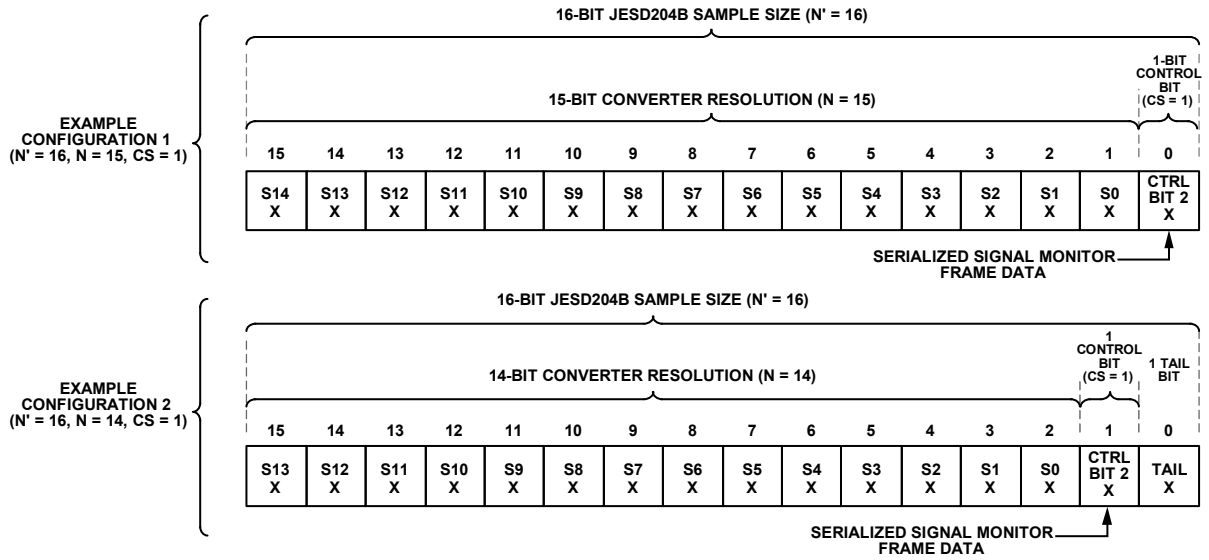 16-BIT JESD204B SAMPLE SIZE (N' = 16)
1-BIT
CONTROL
BIT
(CS = 1)
15-BIT CONVERTER RESOLUTION (N = 15)
EXAMPLE
CONFIGURATION 1
(N' = 16, N = 15, CS = 1)
15 14 13 12 11 10 9 8 7 6 5 4 3 2 1 0
S14 S13 S12 S11 S10 S9 S8 S7 S6 S5 S4 S3 S2 S1 S0 CTRL
BIT 2
X X X X X X X X X X X X X X X X
SERIALIZED SIGNAL MONITOR
FRAME DATA
16-BIT JESD204B SAMPLE SIZE (N' = 16)
1
CONTROL
BIT
(CS = 1)
1 TAIL
BIT
14-BIT CONVERTER RESOLUTION (N = 14)
EXAMPLE
CONFIGURATION 2
(N' = 16, N = 14, CS = 1)
15 14 13 12 11 10 9 8 7 6 5 4 3 2 1 0
S13 S12 S11 S10 S9 S8 S7 S6 S5 S4 S3 S2 S1 S0 CTRL
BIT 2 TAIL
X X X X X X X X X X X X X X X X
SERIALIZED SIGNAL MONITOR
FRAME DATA